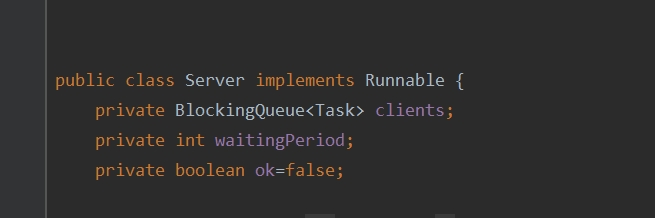 public class Server implements Runnable {
    private BlockingQueue<Task> clients;
    private int waitingPeriod;
    private boolean ok=false;